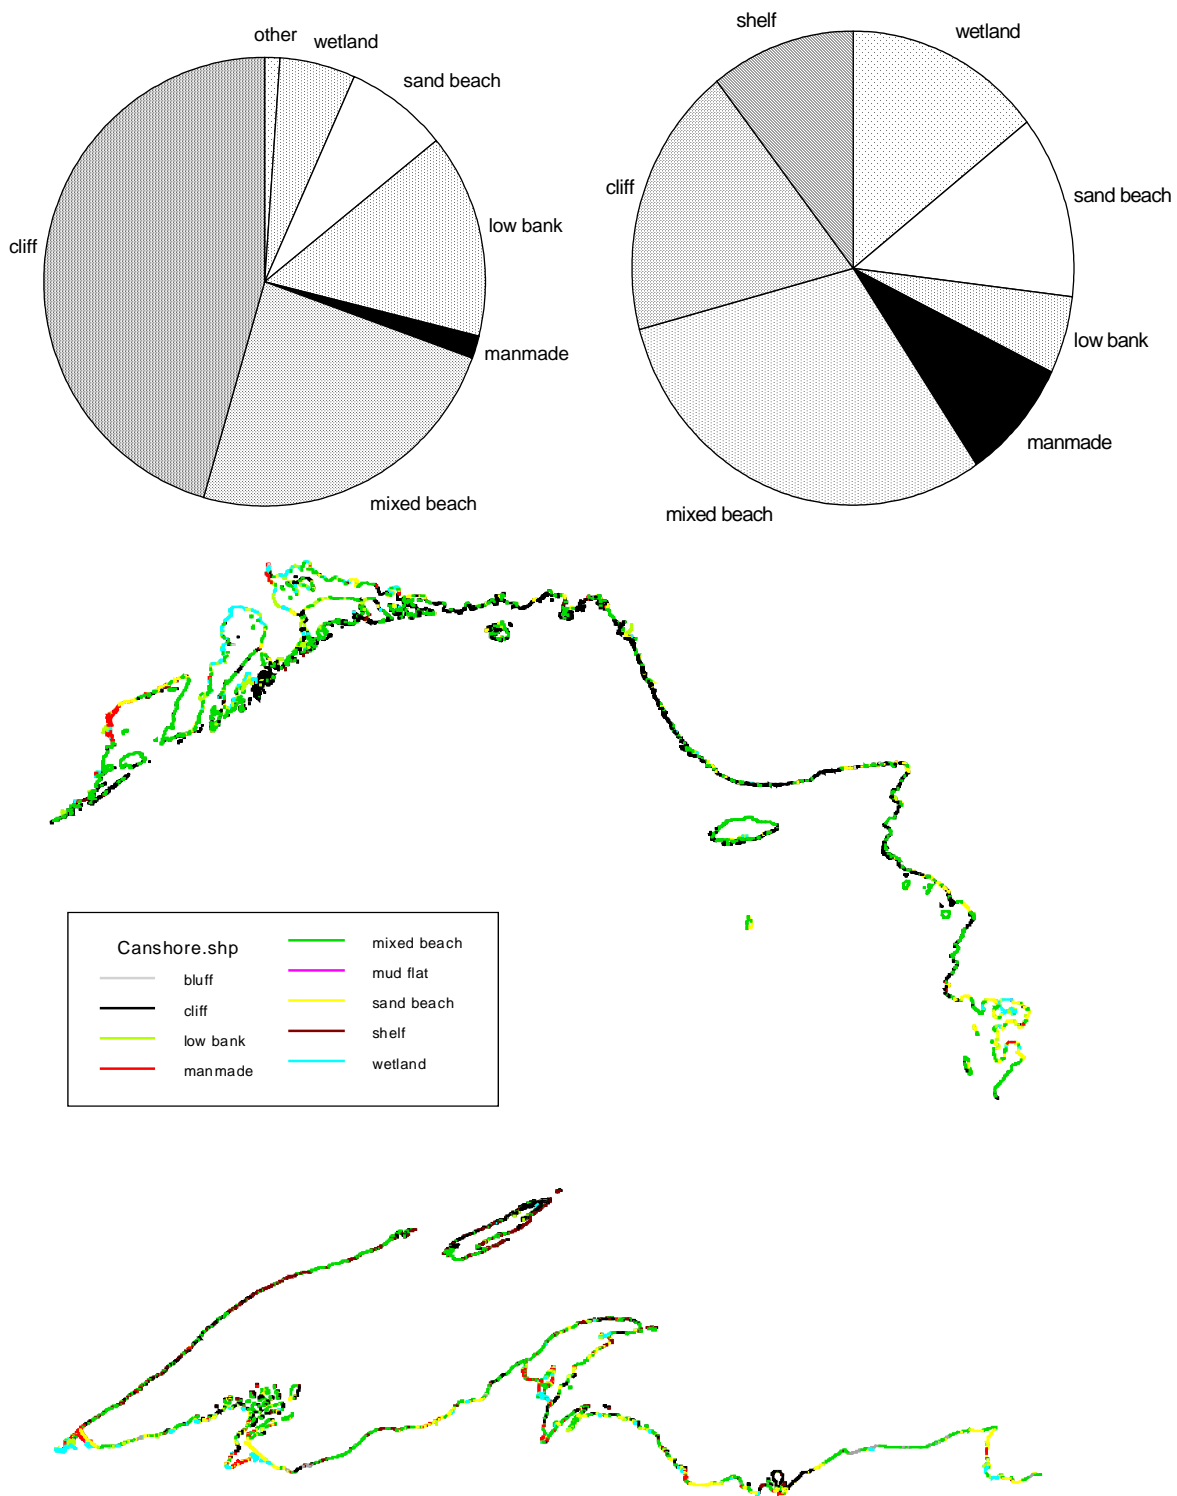 other
wetland
sand beach
low bank
manmade
mixed beach
cliff
shelf
wetland
sand beach
low bank
manmade
mixed beach
cliff
Canshore.shp
bluff
cliff
low bank
manmade
mixed beach
mud flat
sand beach
shelf
wetland